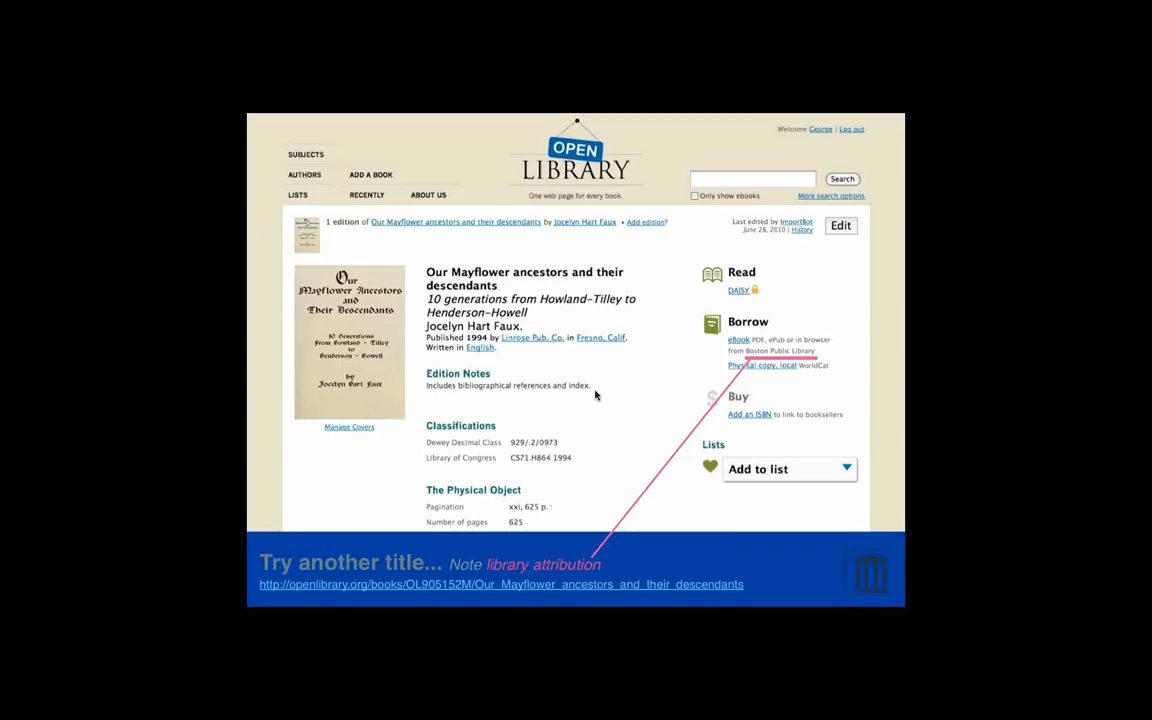 Welcome George | Log out
OPEN
LIBRARY
One web page for every book.
SUBJECTS
AUTHORS ADD A BOOK
LISTS RECENTLY ABOUT US
Search
Only show ebooks More search options
1 edition of Our Mayflower ancestors and their descendants by Jocelyn Hart Faux • Add edition?
Last edited by ImportBot
June 28, 2010 | History
Edit
Our
Mayflower Ancestors
and
Their Descendants
10 Generations
from Howland - Tilley
to
Henderson - Howell
by
Jocelyn Hart Faux
Manage Covers
Our Mayflower ancestors and their
descendants
10 generations from Howland-Tilley to
Henderson-Howell
Jocelyn Hart Faux.
Published 1994 by Linrose Pub. Co. in Fresno, Calif.
Written in English.
Edition Notes
Includes bibliographical references and index.
Classifications
Dewey Decimal Class 929/.2/0973
Library of Congress CS71.H864 1994
The Physical Object
Pagination xxi, 625 p. :
Number of pages 625
Read
DAISY
Borrow
eBook PDF, ePub or in browser
from Boston Public Library
Physical copy, local WorldCat
$ Buy
Add an ISBN to link to booksellers
Lists
Add to list
Try another title... Note library attribution
http://openlibrary.org/books/OL905152M/Our_Mayflower_ancestors_and_their_descendants